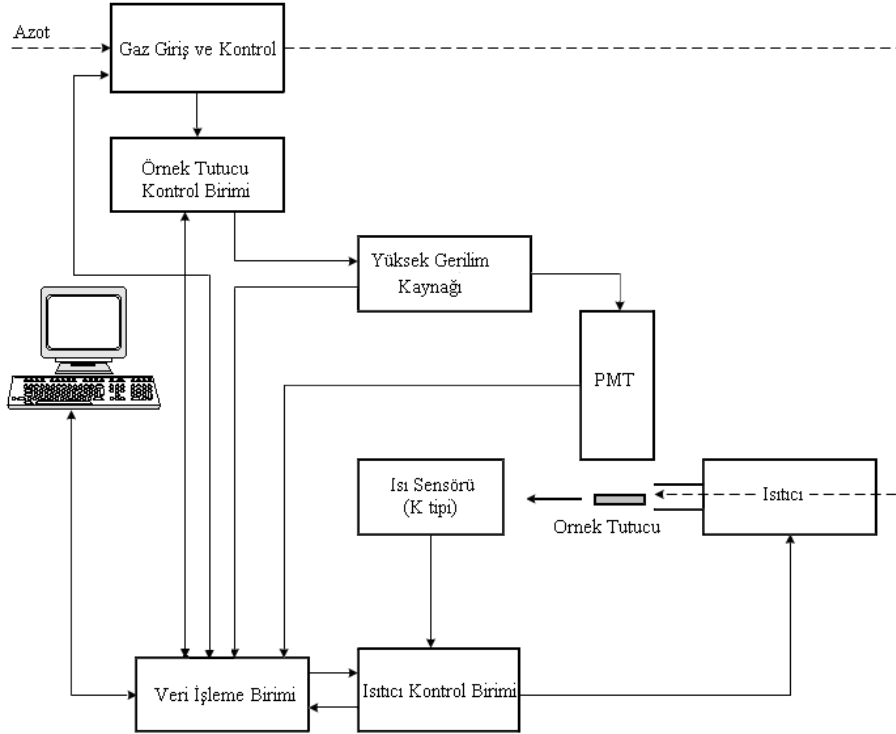 Azot
Gaz Giriş ve Kontrol
Örnek Tutucu
Kontrol Birimi
Yüksek Gerilim
Kaynağı
PMT
Isı Sensörü
(K tipi)
Ornek Tutucu
Isıtıcı
Veri İşleme Birimi
Isıtıcı Kontrol Birimi